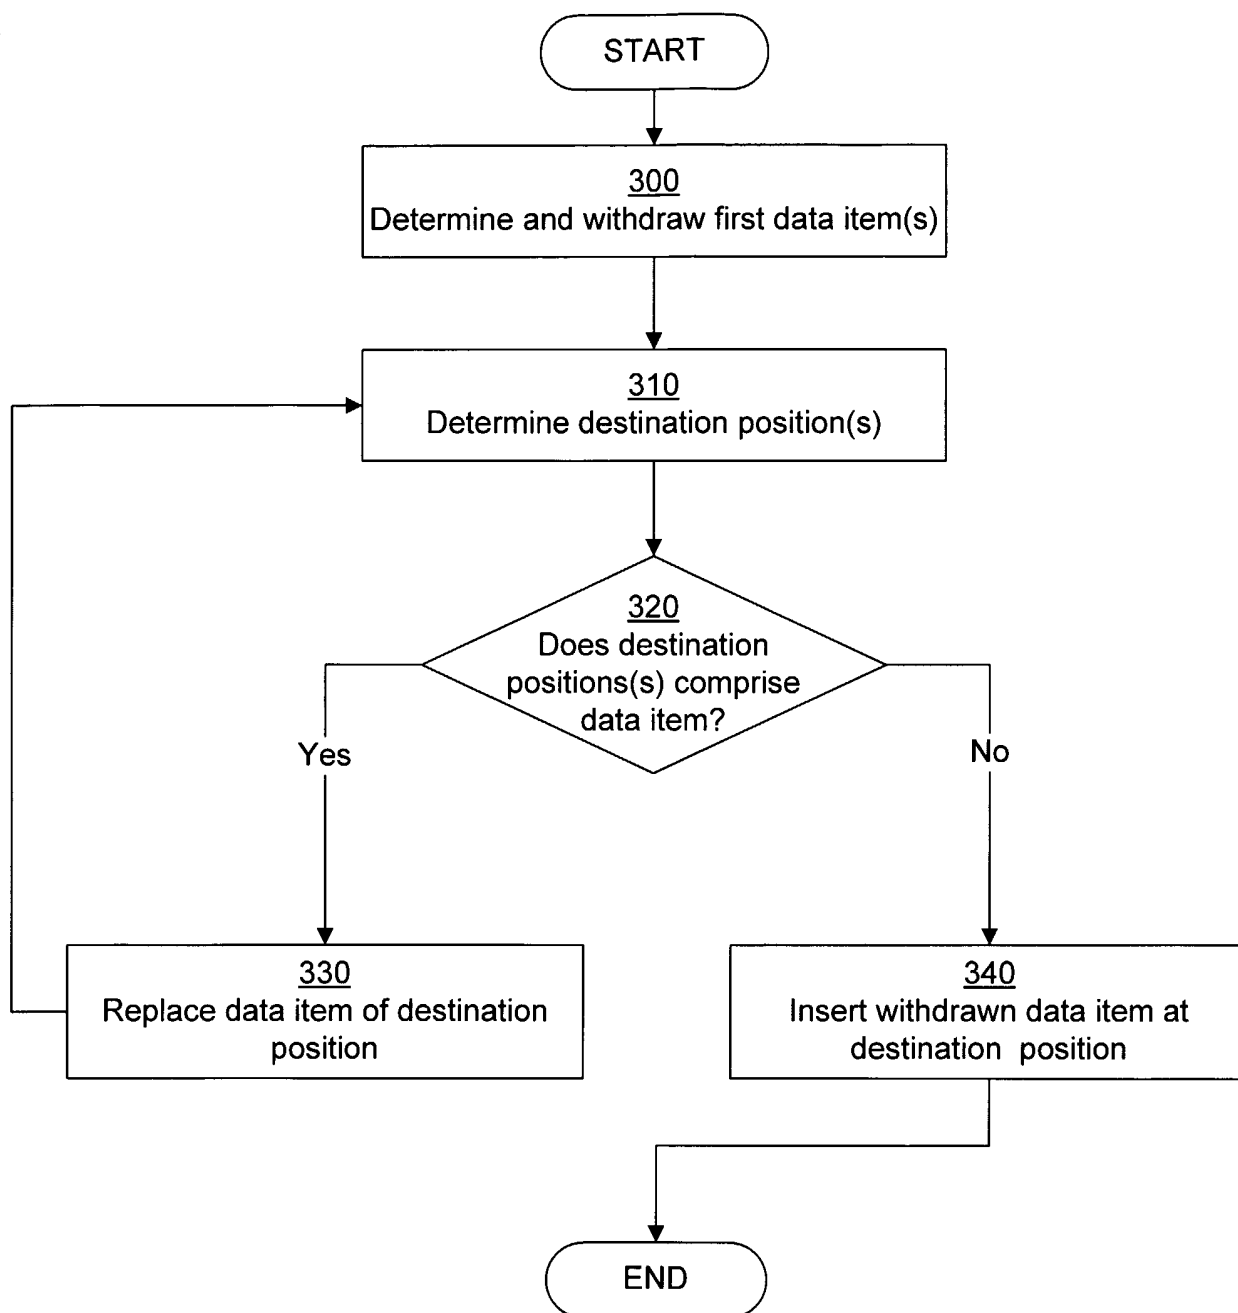 START
300
Determine and withdraw first data item(s)
310
Determine destination position(s)
320
Does destination
positions(s) comprise
data item?
Yes
No
330
Replace data item of destination
position
340
Insert withdrawn data item at
destination position
END